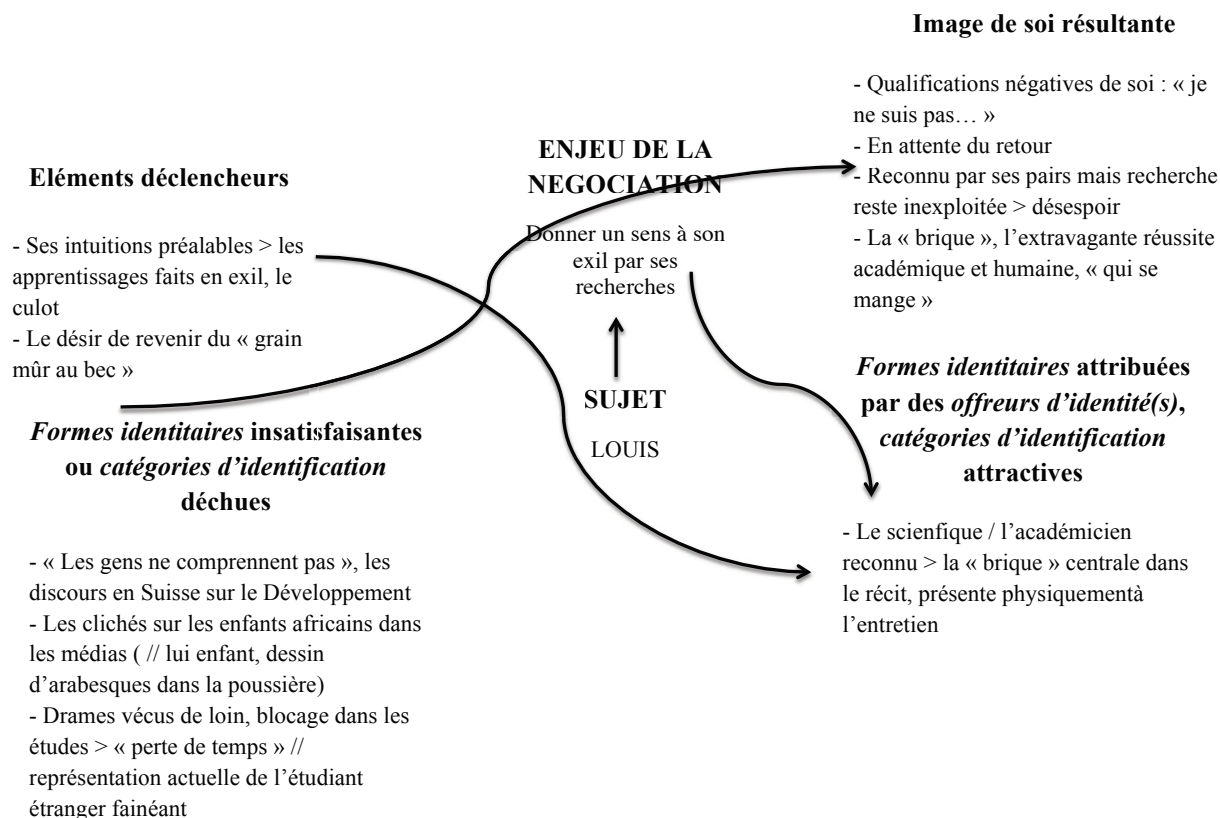 Eléments déclencheurs
- Ses intuitions préalables > les
apprentissages faits en exil, le
culot
- Le désir de revenir du « grain
mûr au bec »
Formes identitaires insatisfaisantes
ou catégories d’identification
déchues
- « Les gens ne comprennent pas », les
discours en Suisse sur le Développement
- Les clichés sur les enfants africains dans
les médias ( // lui enfant, dessin
d’arabesques dans la poussière)
- Drames vécus de loin, blocage dans les
études > « perte de temps » //
représentation actuelle de l’étudiant
étranger fainéant
ENJEU DE LA
NEGOCIATION
Donner un sens à son
exil par ses
recherches
SUJET
LOUIS
Image de soi résultante
- Qualifications négatives de soi : « je
ne suis pas… »
- En attente du retour
- Reconnu par ses pairs mais recherche
reste inexploitée > désespoir
- La « brique », l’extravagante réussite
académique et humaine, « qui se
mange »
Formes identitaires attribuées
par des offreurs d’identité(s),
catégories d’identification
attractives
- Le scienfique / l’académicien
reconnu > la « brique » centrale dans
le récit, présente physiquementà
l’entretien